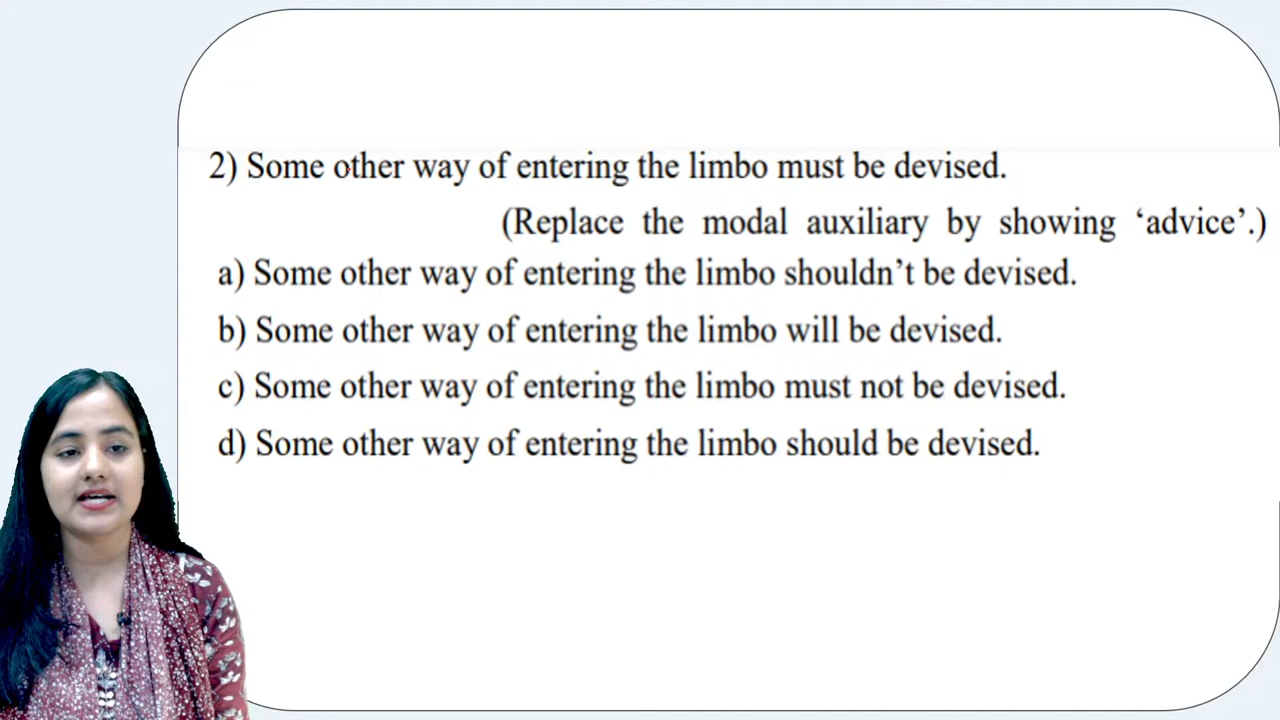 2) Some other way of entering the limbo must be devised.
(Replace the modal auxiliary by showing ‘advice’.)
a) Some other way of entering the limbo shouldn’t be devised.
b) Some other way of entering the limbo will be devised.
c) Some other way of entering the limbo must not be devised.
d) Some other way of entering the limbo should be devised.